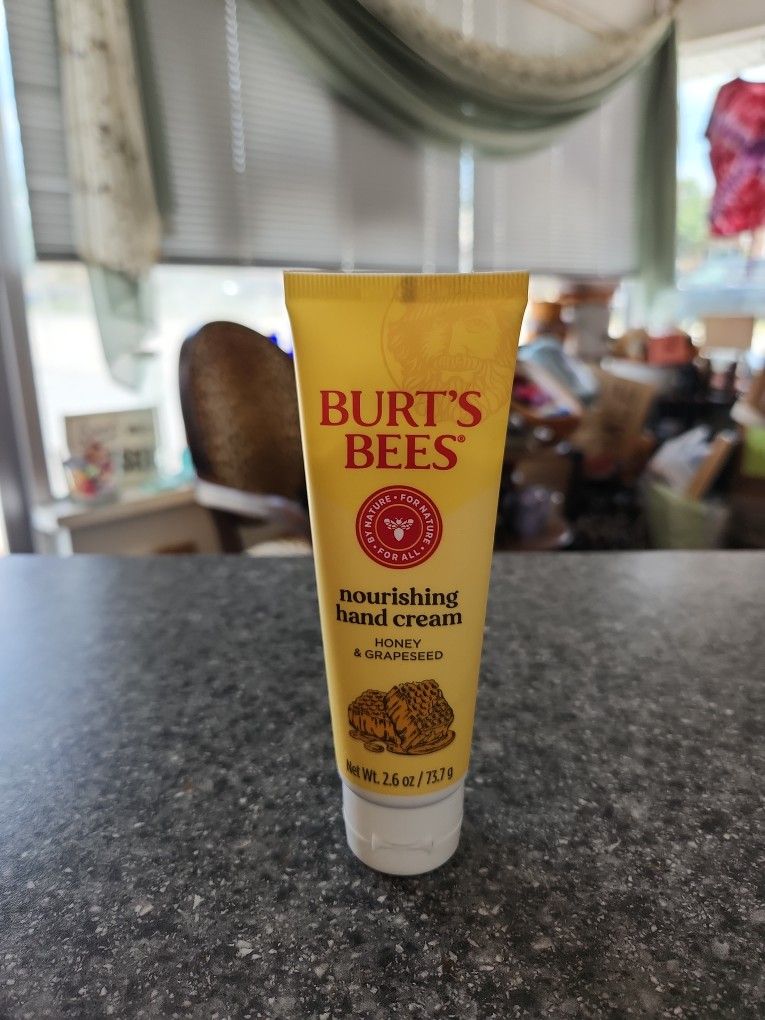 BURT'S
BEES®
BY NATURE • FOR NATURE
• FOR ALL •
nourishing
hand cream
HONEY
& GRAPESEED
Net Wt. 2.6 oz / 73.7 g